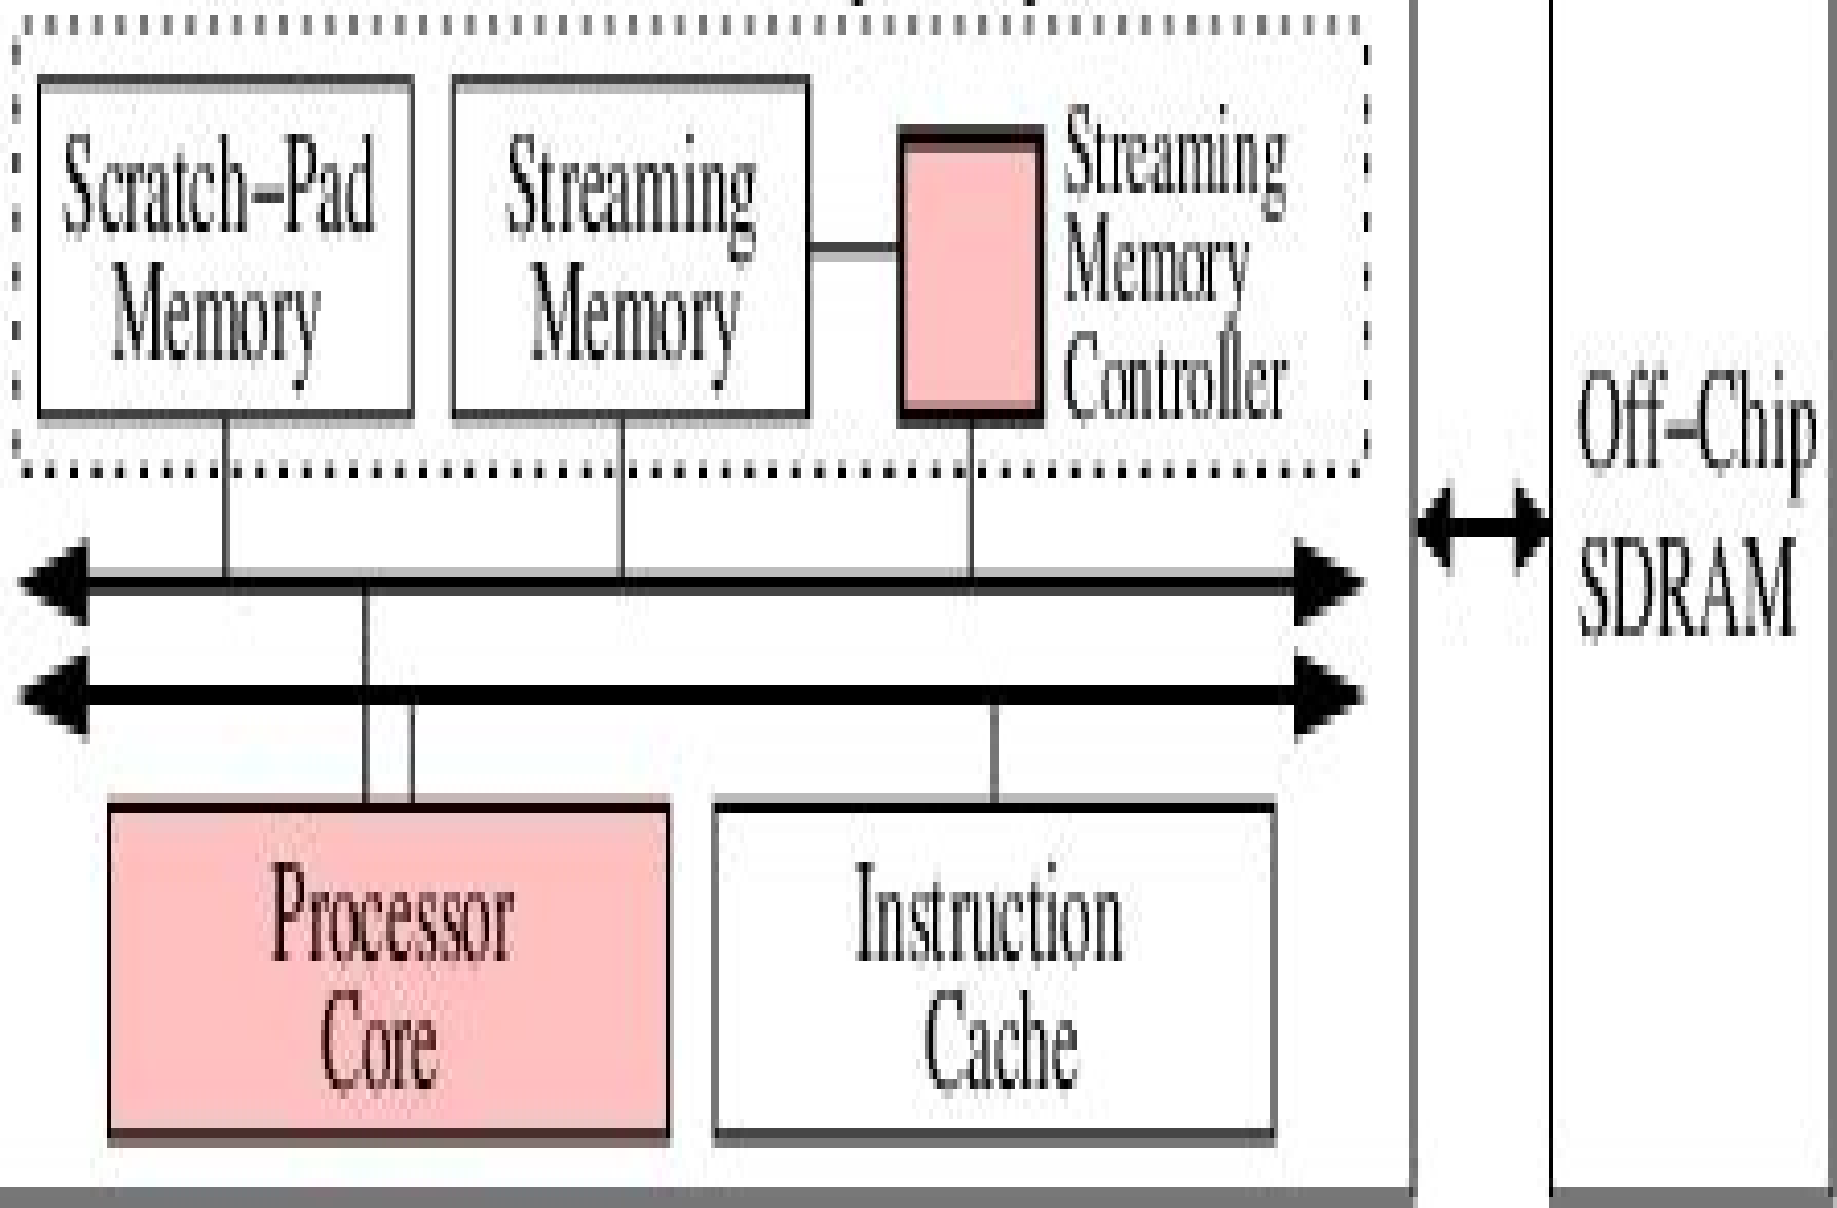 Scratch-Pad
Memory
Streaming
Memory
Streaming
Memory
Controller
Off-Chip
SDRAM
Processor
Core
Instruction
Cache